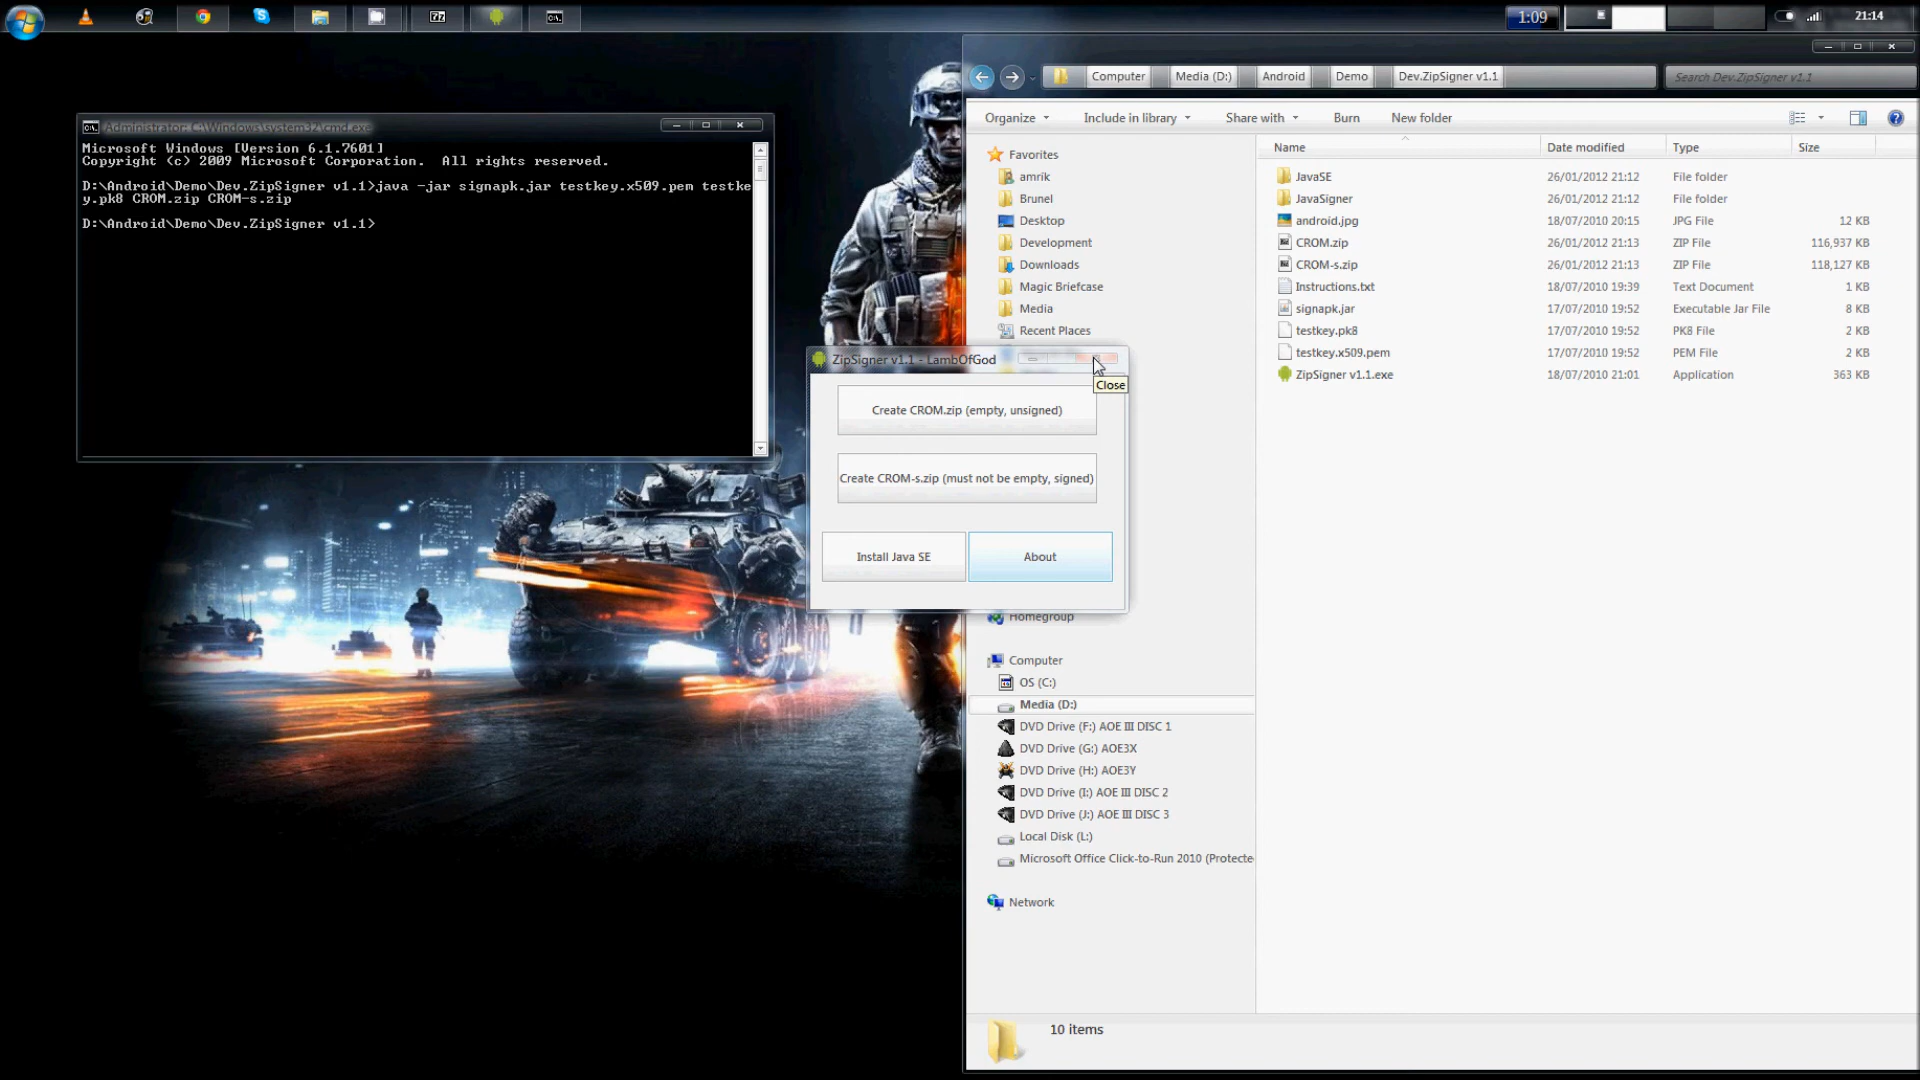 1:09
21:14
Computer
Media (D:)
Android
Demo
Dev.ZipSigner v1.1
Search Dev.ZipSigner v1.1
Organize
Include in library
Share with
Burn
New folder
Administrator: C:\Windows\system32\cmd.exe
Microsoft Windows [Version 6.1.7601]
Copyright (c) 2009 Microsoft Corporation.  All rights reserved.
D:\Android\Demo\Dev.ZipSigner v1.1>java -jar signapk.jar testkey.x509.pem testke
y.pk8 CROM.zip CROM-s.zip
D:\Android\Demo\Dev.ZipSigner v1.1>
Favorites
amrik
Brunel
Desktop
Development
Downloads
Magic Briefcase
Media
Recent Places
Homegroup
Computer
OS (C:)
Media (D:)
DVD Drive (F:) AOE III DISC 1
DVD Drive (G:) AOE3X
DVD Drive (H:) AOE3Y
DVD Drive (I:) AOE III DISC 2
DVD Drive (J:) AOE III DISC 3
Local Disk (L:)
Microsoft Office Click-to-Run 2010 (Protecte
Network
Name Date modified Type Size
JavaSE 26/01/2012 21:12 File folder
JavaSigner 26/01/2012 21:12 File folder
android.jpg 18/07/2010 20:15 JPG File 12 KB
CROM.zip 26/01/2012 21:13 ZIP File 116,937 KB
CROM-s.zip 26/01/2012 21:13 ZIP File 118,127 KB
Instructions.txt 18/07/2010 19:39 Text Document 1 KB
signapk.jar 17/07/2010 19:52 Executable Jar File 8 KB
testkey.pk8 17/07/2010 19:52 PK8 File 2 KB
testkey.x509.pem 17/07/2010 19:52 PEM File 2 KB
ZipSigner v1.1.exe 18/07/2010 21:01 Application 363 KB
ZipSigner v1.1 - LambOfGod
Close
Create CROM.zip (empty, unsigned)
Create CROM-s.zip (must not be empty, signed)
Install Java SE
About
10 items